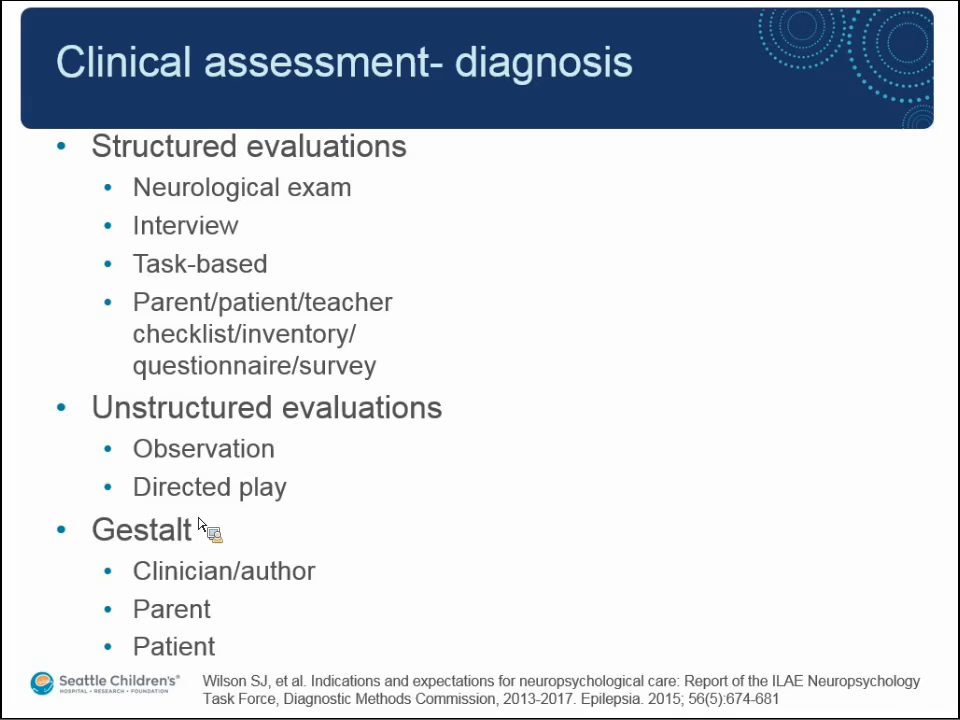 Clinical assessment- diagnosis
• Structured evaluations
• Neurological exam
• Interview
• Task-based
• Parent/patient/teacher
checklist/inventory/
questionnaire/survey
• Unstructured evaluations
• Observation
• Directed play
• Gestalt
• Clinician/author
• Parent
• Patient
Seattle Children's®
HOSPITAL • RESEARCH • FOUNDATION
Wilson SJ, et al. Indications and expectations for neuropsychological care: Report of the ILAE Neuropsychology
Task Force, Diagnostic Methods Commission, 2013-2017. Epilepsia. 2015; 56(5):674-681